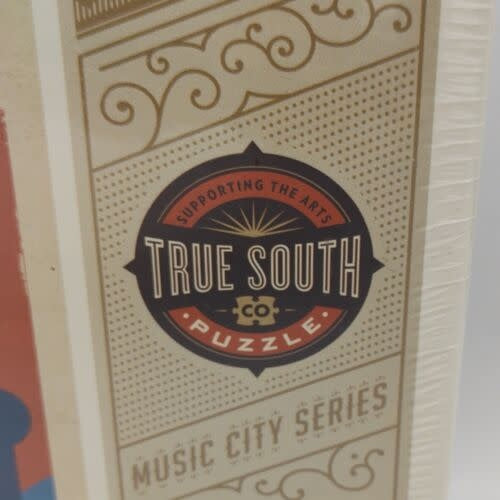 SUPPORTING THE ARTS
TRUE SOUTH
CO
• PUZZLE •
MUSIC CITY SERIES